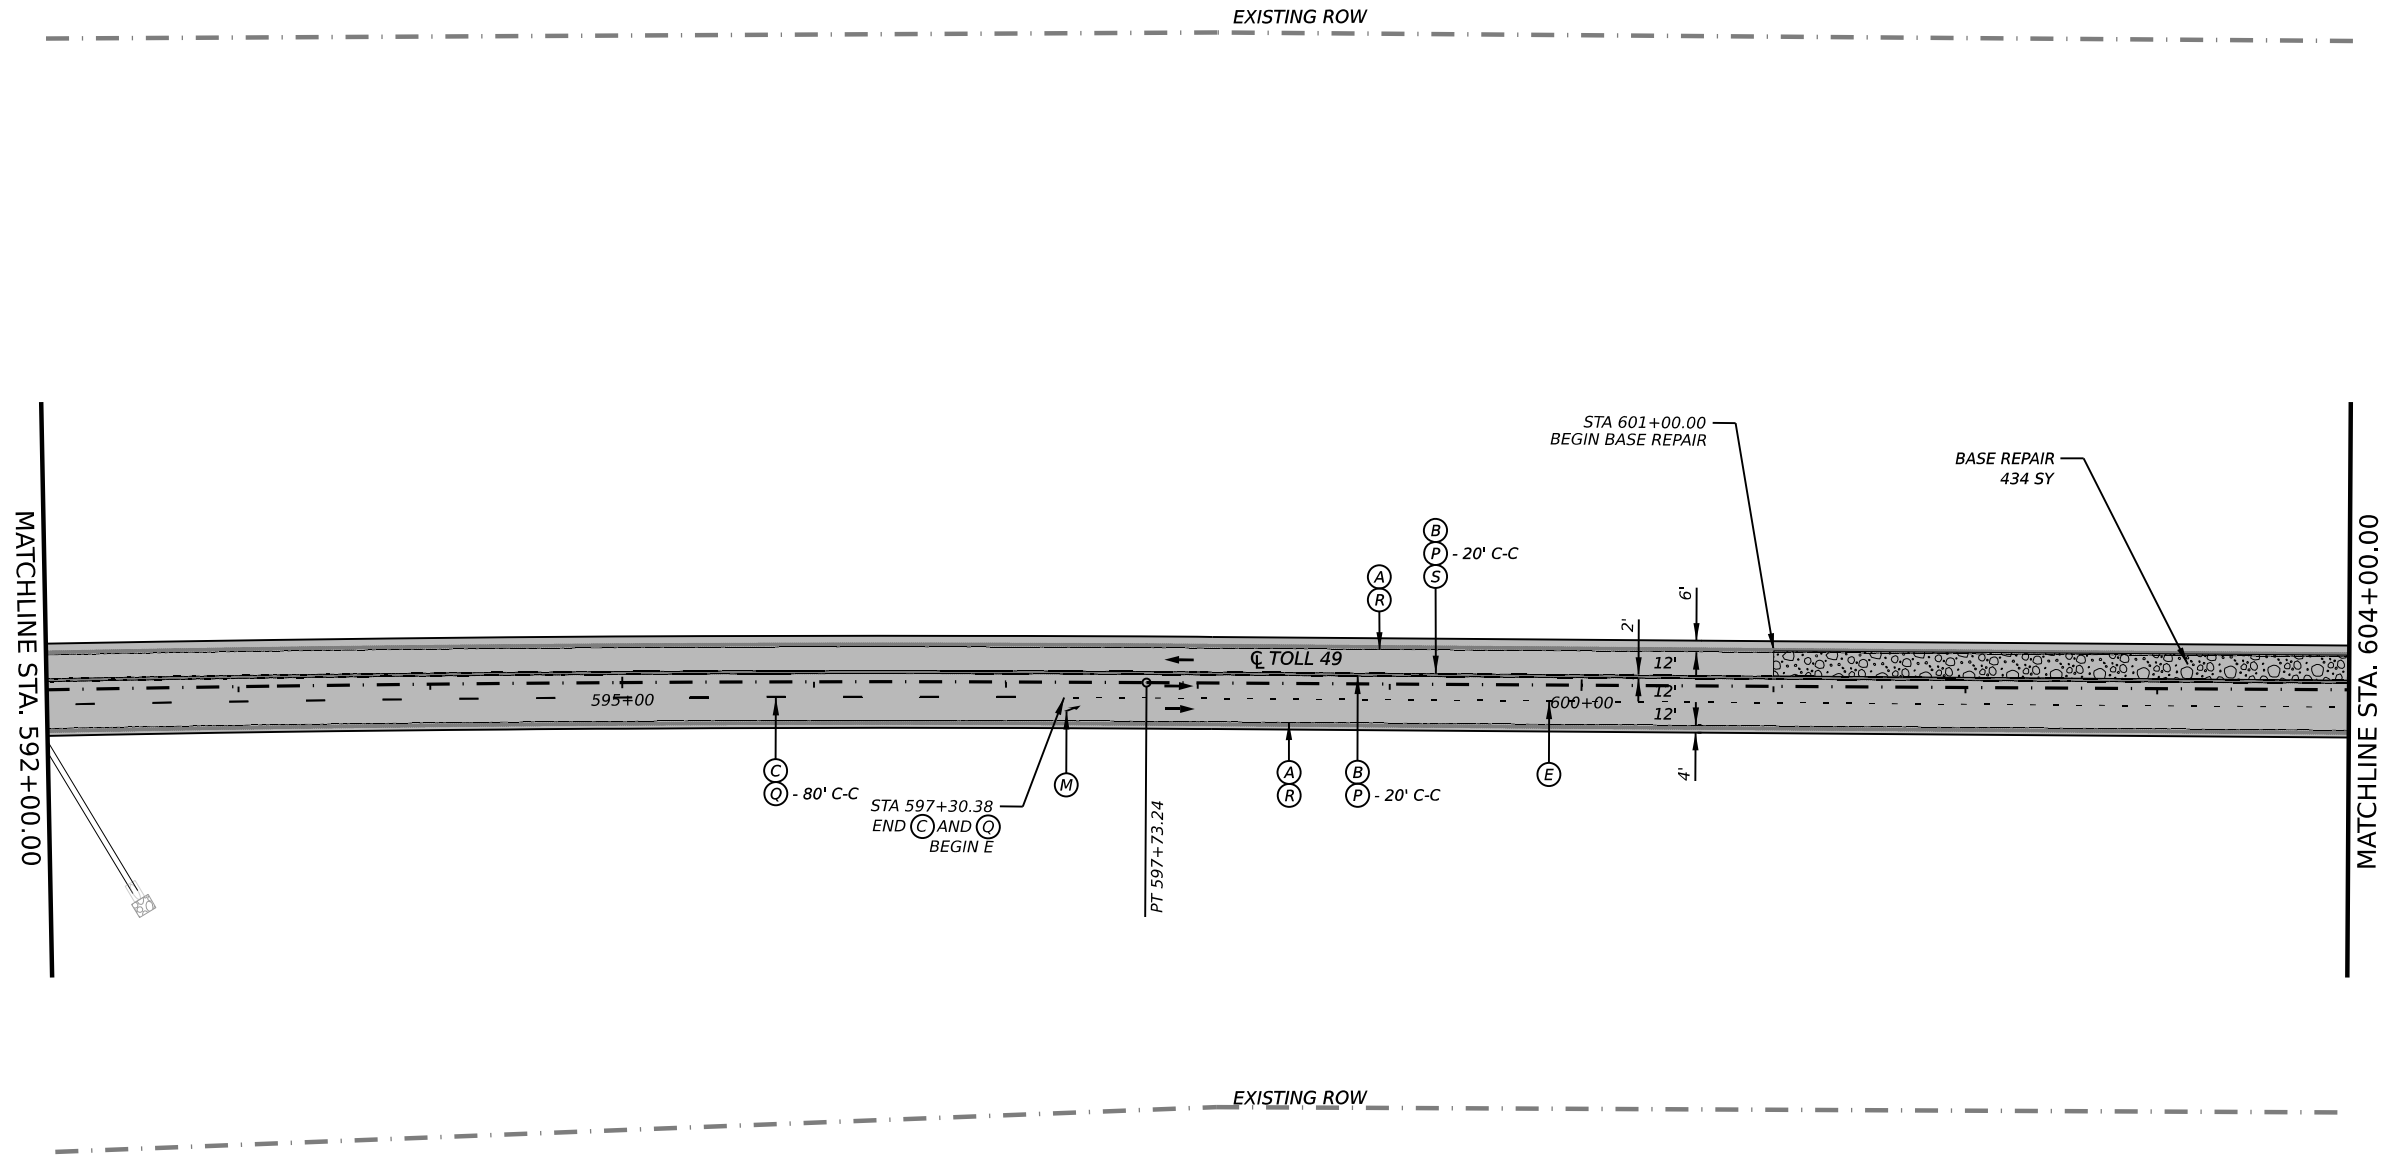 EXISTING ROW
STA 601+00.00
BEGIN BASE REPAIR
BASE REPAIR
434 SY
MATCHLINE STA. 592+00.00
MATCHLINE STA. 604+00.00
B
P - 20' C-C
S
A
R
2'
6'
℄ TOLL 49
12'
12'
12'
595+00
600+00
4'
C
Q - 80' C-C
STA 597+30.38
END C AND Q
BEGIN E
M
PT 597+73.24
A
R
B
P - 20' C-C
E
EXISTING ROW